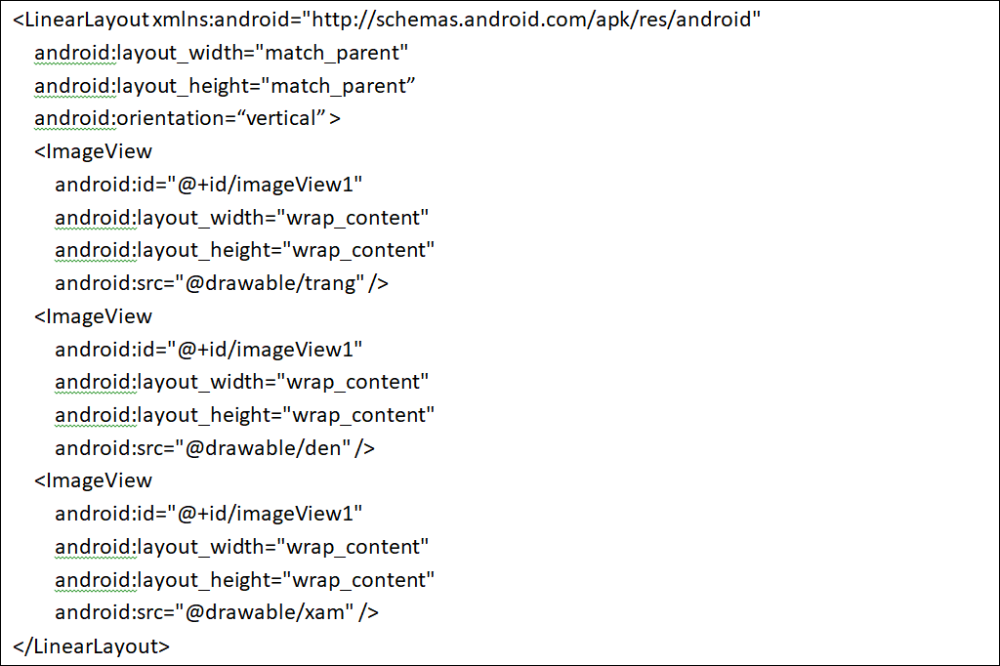 <LinearLayout xmlns:android="http://schemas.android.com/apk/res/android"
android:layout_width="match_parent"
android:layout_height="match_parent”
android:orientation=“vertical” >
<ImageView
android:id="@+id/imageView1"
android:layout_width="wrap_content"
android:layout_height="wrap_content"
android:src="@drawable/trang" />
<ImageView
android:id="@+id/imageView1"
android:layout_width="wrap_content"
android:layout_height="wrap_content"
android:src="@drawable/den" />
<ImageView
android:id="@+id/imageView1"
android:layout_width="wrap_content"
android:layout_height="wrap_content"
android:src="@drawable/xam" />
</LinearLayout>